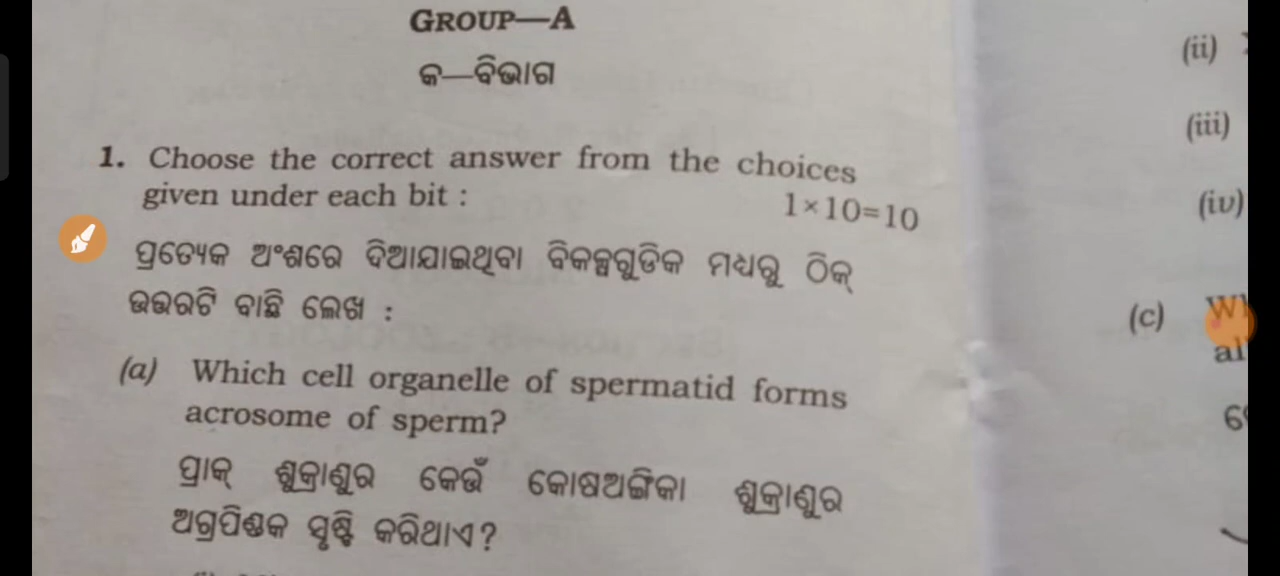 GROUP—A
କ—ବିଭାଗ
1. Choose the correct answer from the choices
given under each bit :
1×10=10
ପ୍ରତ୍ୟେକ ଅଂଶରେ ଦିଆଯାଇଥିବା ବିକଳ୍ପଗୁଡିକ ମଧ୍ୟରୁ ଠିକ୍
ଉତ୍ତରଟି ବାଛି ଲେଖ :
(a) Which cell organelle of spermatid forms
acrosome of sperm?
ପ୍ରାକ୍ ଶୁକ୍ରାଣୁର କେଉଁ କୋଷଅଙ୍ଗିକା ଶୁକ୍ରାଣୁର
ଅଗ୍ରପିଣ୍ଡକ ସୃଷ୍ଟି କରିଥାଏ?
(ii)
(iii)
(iv)
(c)